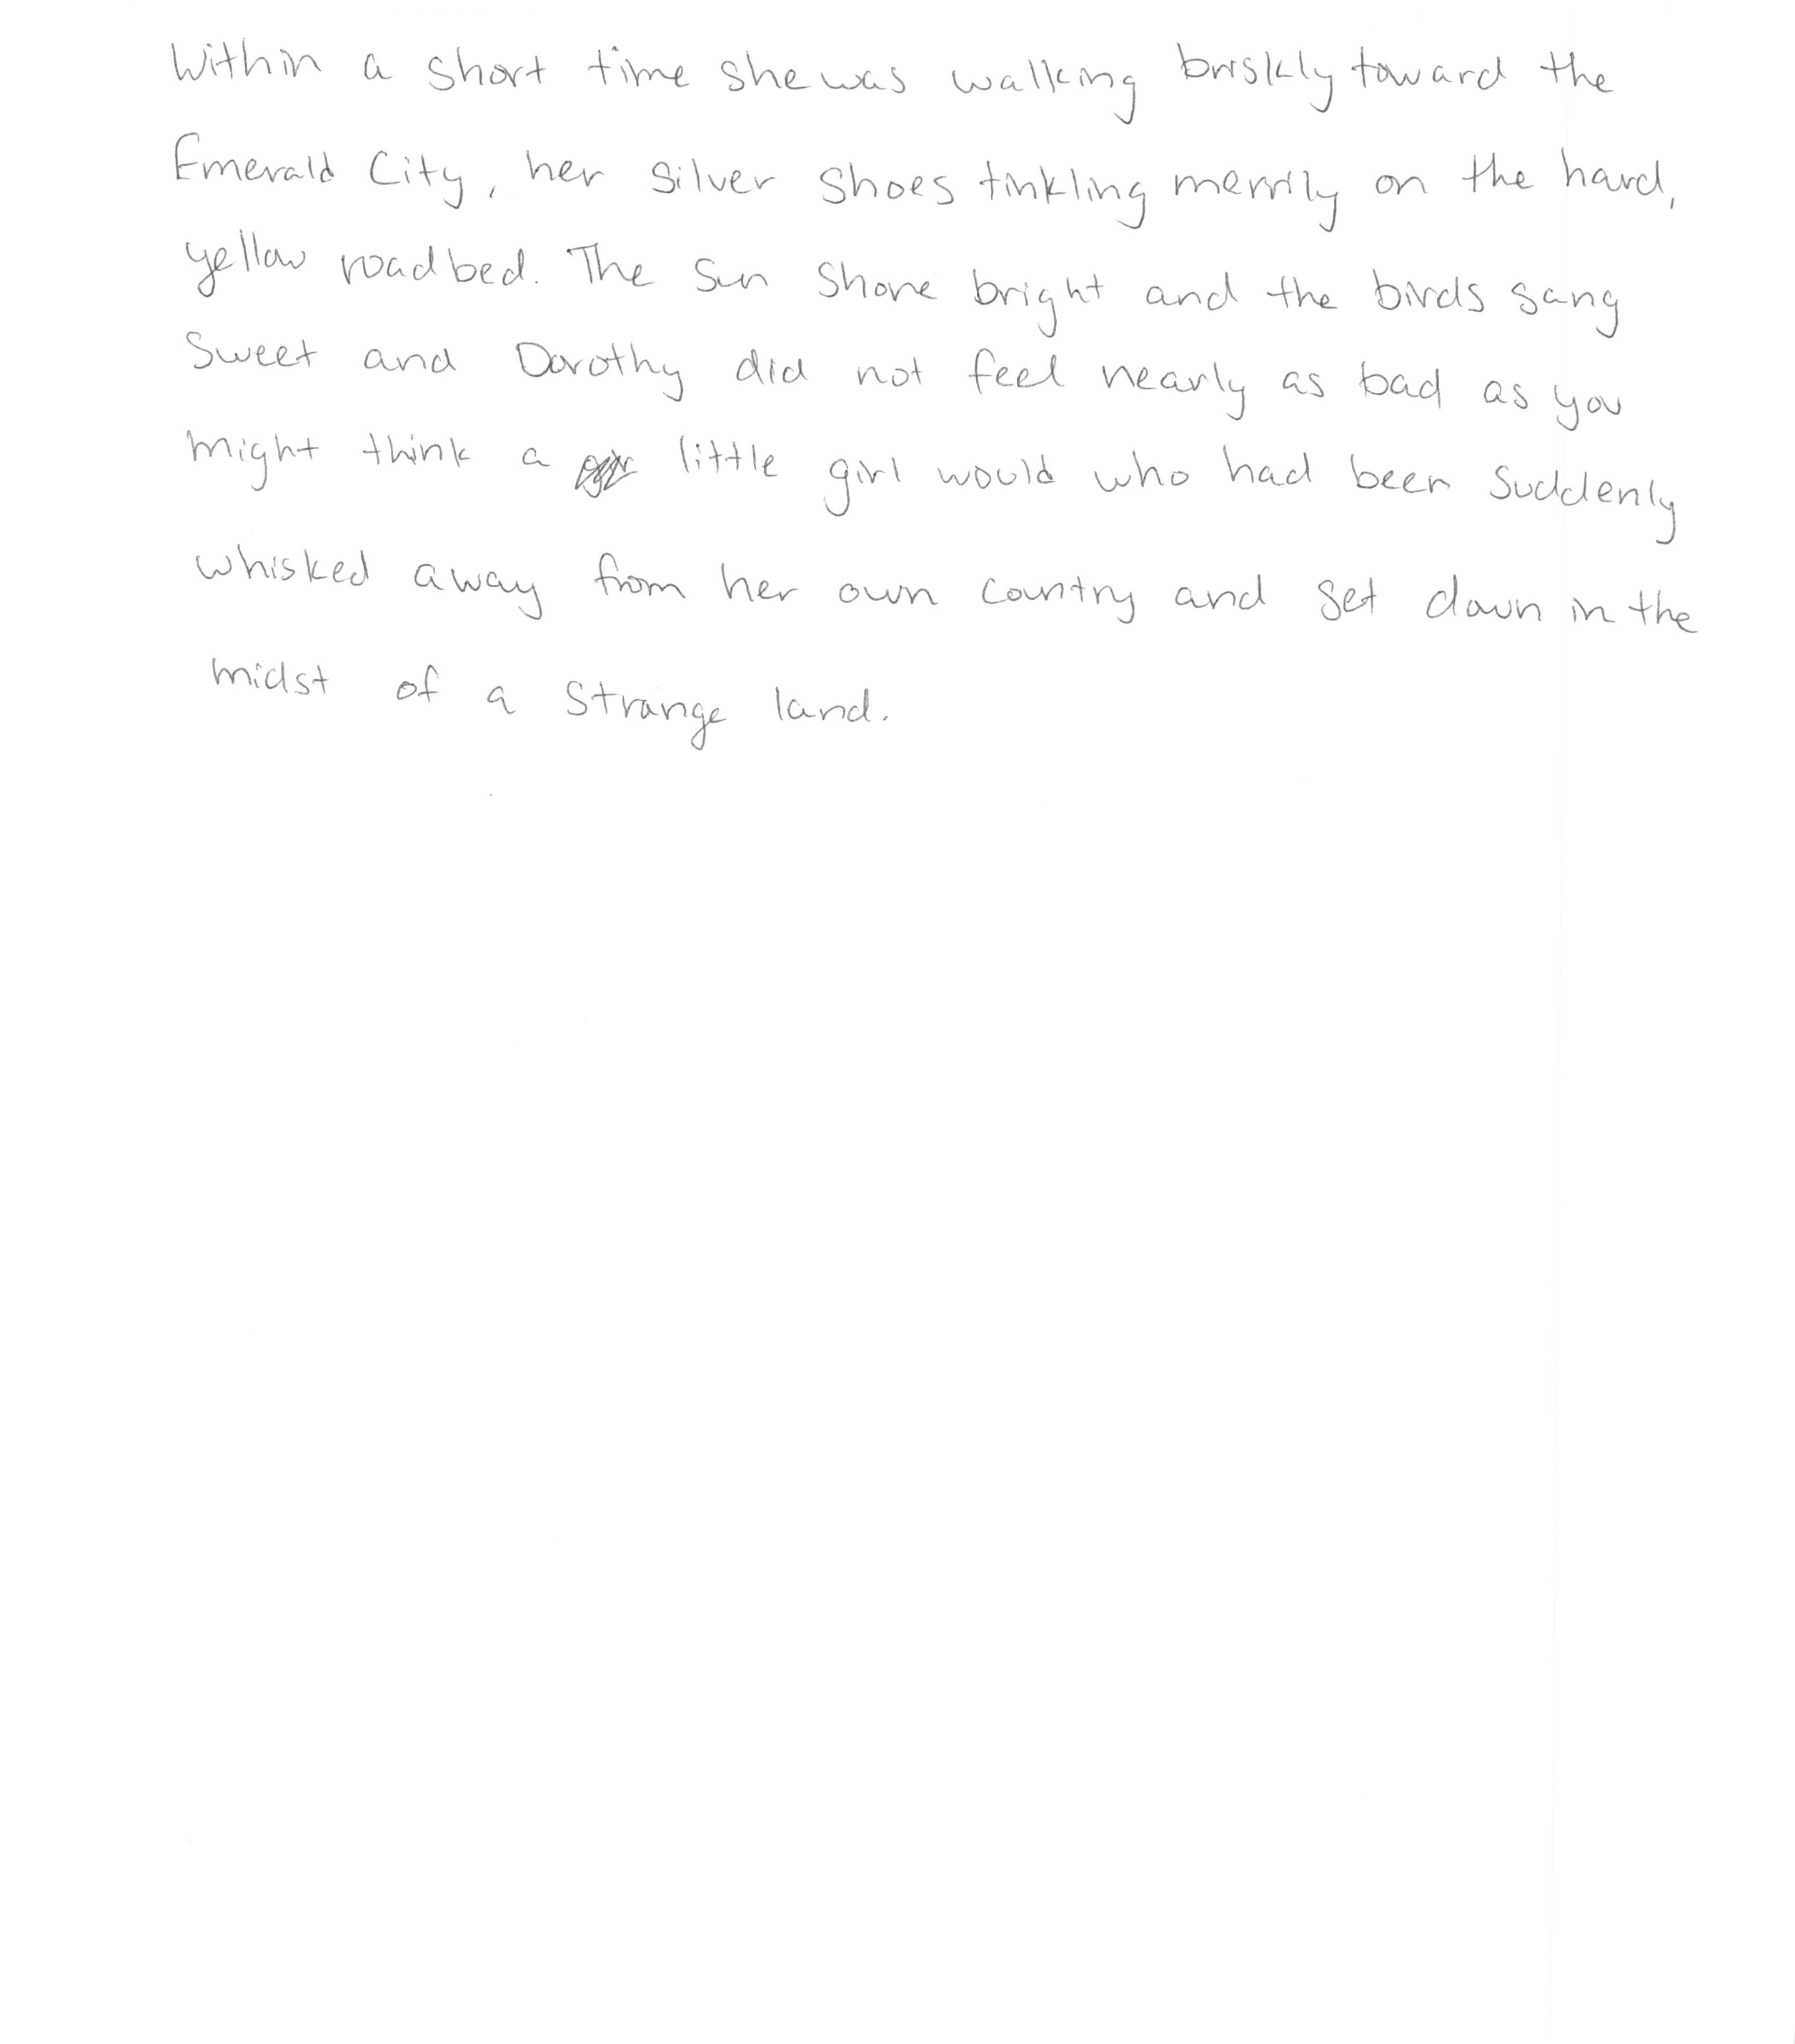 Within a short time she was walking briskly toward the
Emerald City, her silver shoes tinkling merrily on the hard,
yellow roadbed. The sun shone bright and the birds sang
sweet and Dorothy did not feel nearly as bad as you
might think a little girl would who had been suddenly
whisked away from her own country and set down in the
midst of a strange land.